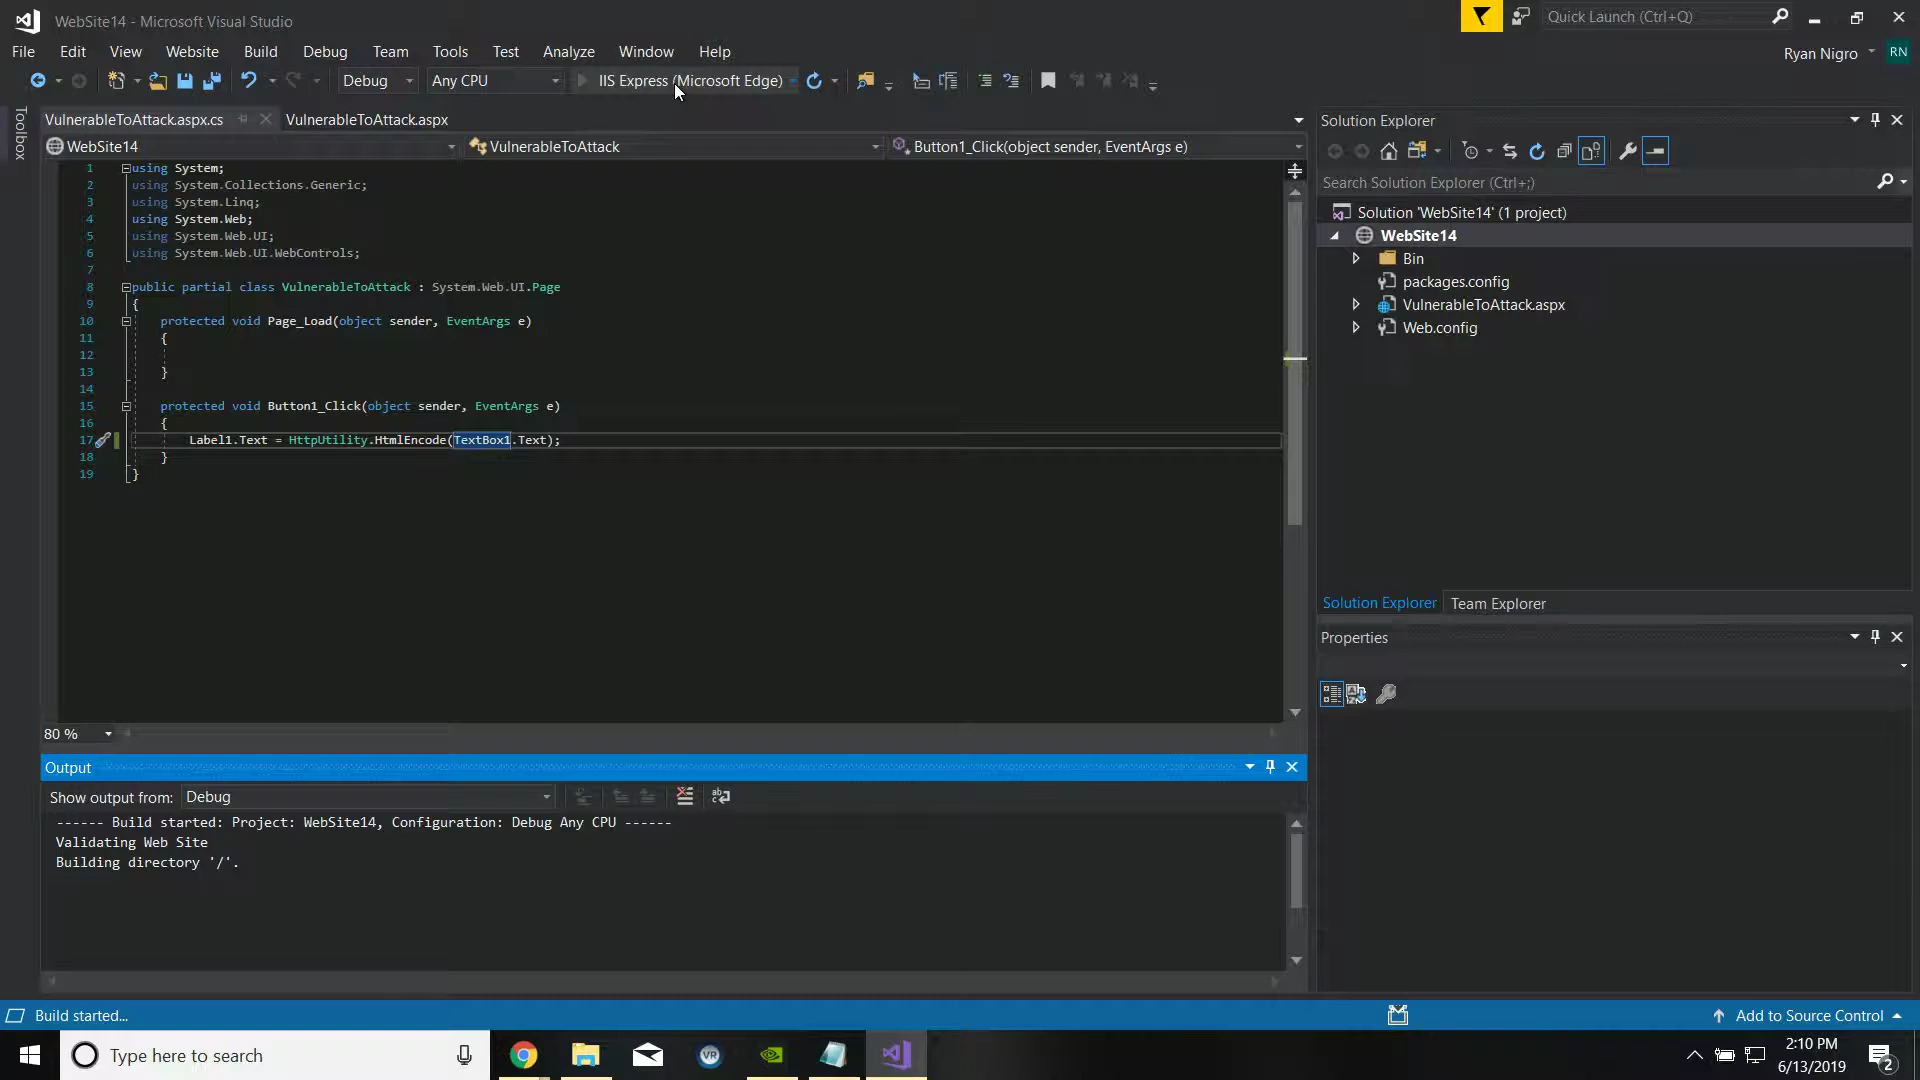 WebSite14 - Microsoft Visual Studio
Quick Launch (Ctrl+Q)
File Edit View Website Build Debug Team Tools Test Analyze Window Help
Ryan Nigro RN
Debug Any CPU IIS Express (Microsoft Edge)
Toolbox
VulnerableToAttack.aspx.cs VulnerableToAttack.aspx
WebSite14 VulnerableToAttack Button1_Click(object sender, EventArgs e)
1 using System;
2 using System.Collections.Generic;
3 using System.Linq;
4 using System.Web;
5 using System.Web.UI;
6 using System.Web.UI.WebControls;
7
8 public partial class VulnerableToAttack : System.Web.UI.Page
9 {
10 protected void Page_Load(object sender, EventArgs e)
11 {
12
13 }
14
15 protected void Button1_Click(object sender, EventArgs e)
16 {
17 Label1.Text = HttpUtility.HtmlEncode(TextBox1.Text);
18 }
19 }
80 %
Solution Explorer
Search Solution Explorer (Ctrl+;)
Solution 'WebSite14' (1 project)
WebSite14
Bin
packages.config
VulnerableToAttack.aspx
Web.config
Solution Explorer Team Explorer
Properties
Output
Show output from: Debug
------ Build started: Project: WebSite14, Configuration: Debug Any CPU ------
Validating Web Site
Building directory '/'.
Build started...
Add to Source Control
Type here to search
VR
2:10 PM
6/13/2019
2